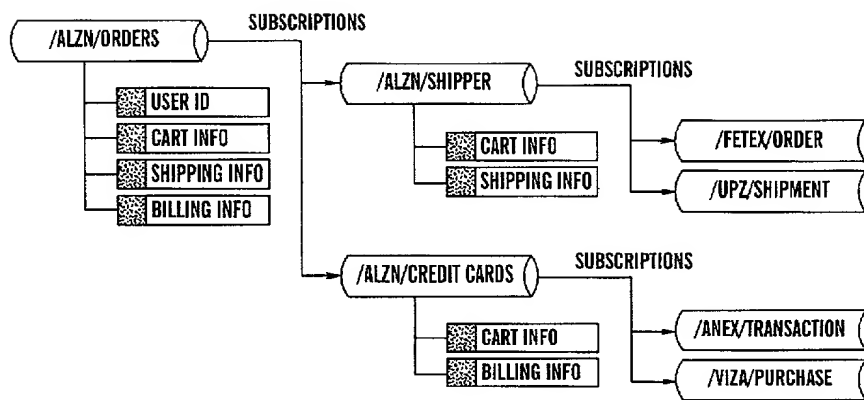 SUBSCRIPTIONS
/ALZN/ORDERS
USER ID
CART INFO
SHIPPING INFO
BILLING INFO
SUBSCRIPTIONS
/ALZN/SHIPPER
CART INFO
SHIPPING INFO
/FETEX/ORDER
/UPZ/SHIPMENT
SUBSCRIPTIONS
/ALZN/CREDIT CARDS
CART INFO
BILLING INFO
/ANEX/TRANSACTION
/VIZA/PURCHASE